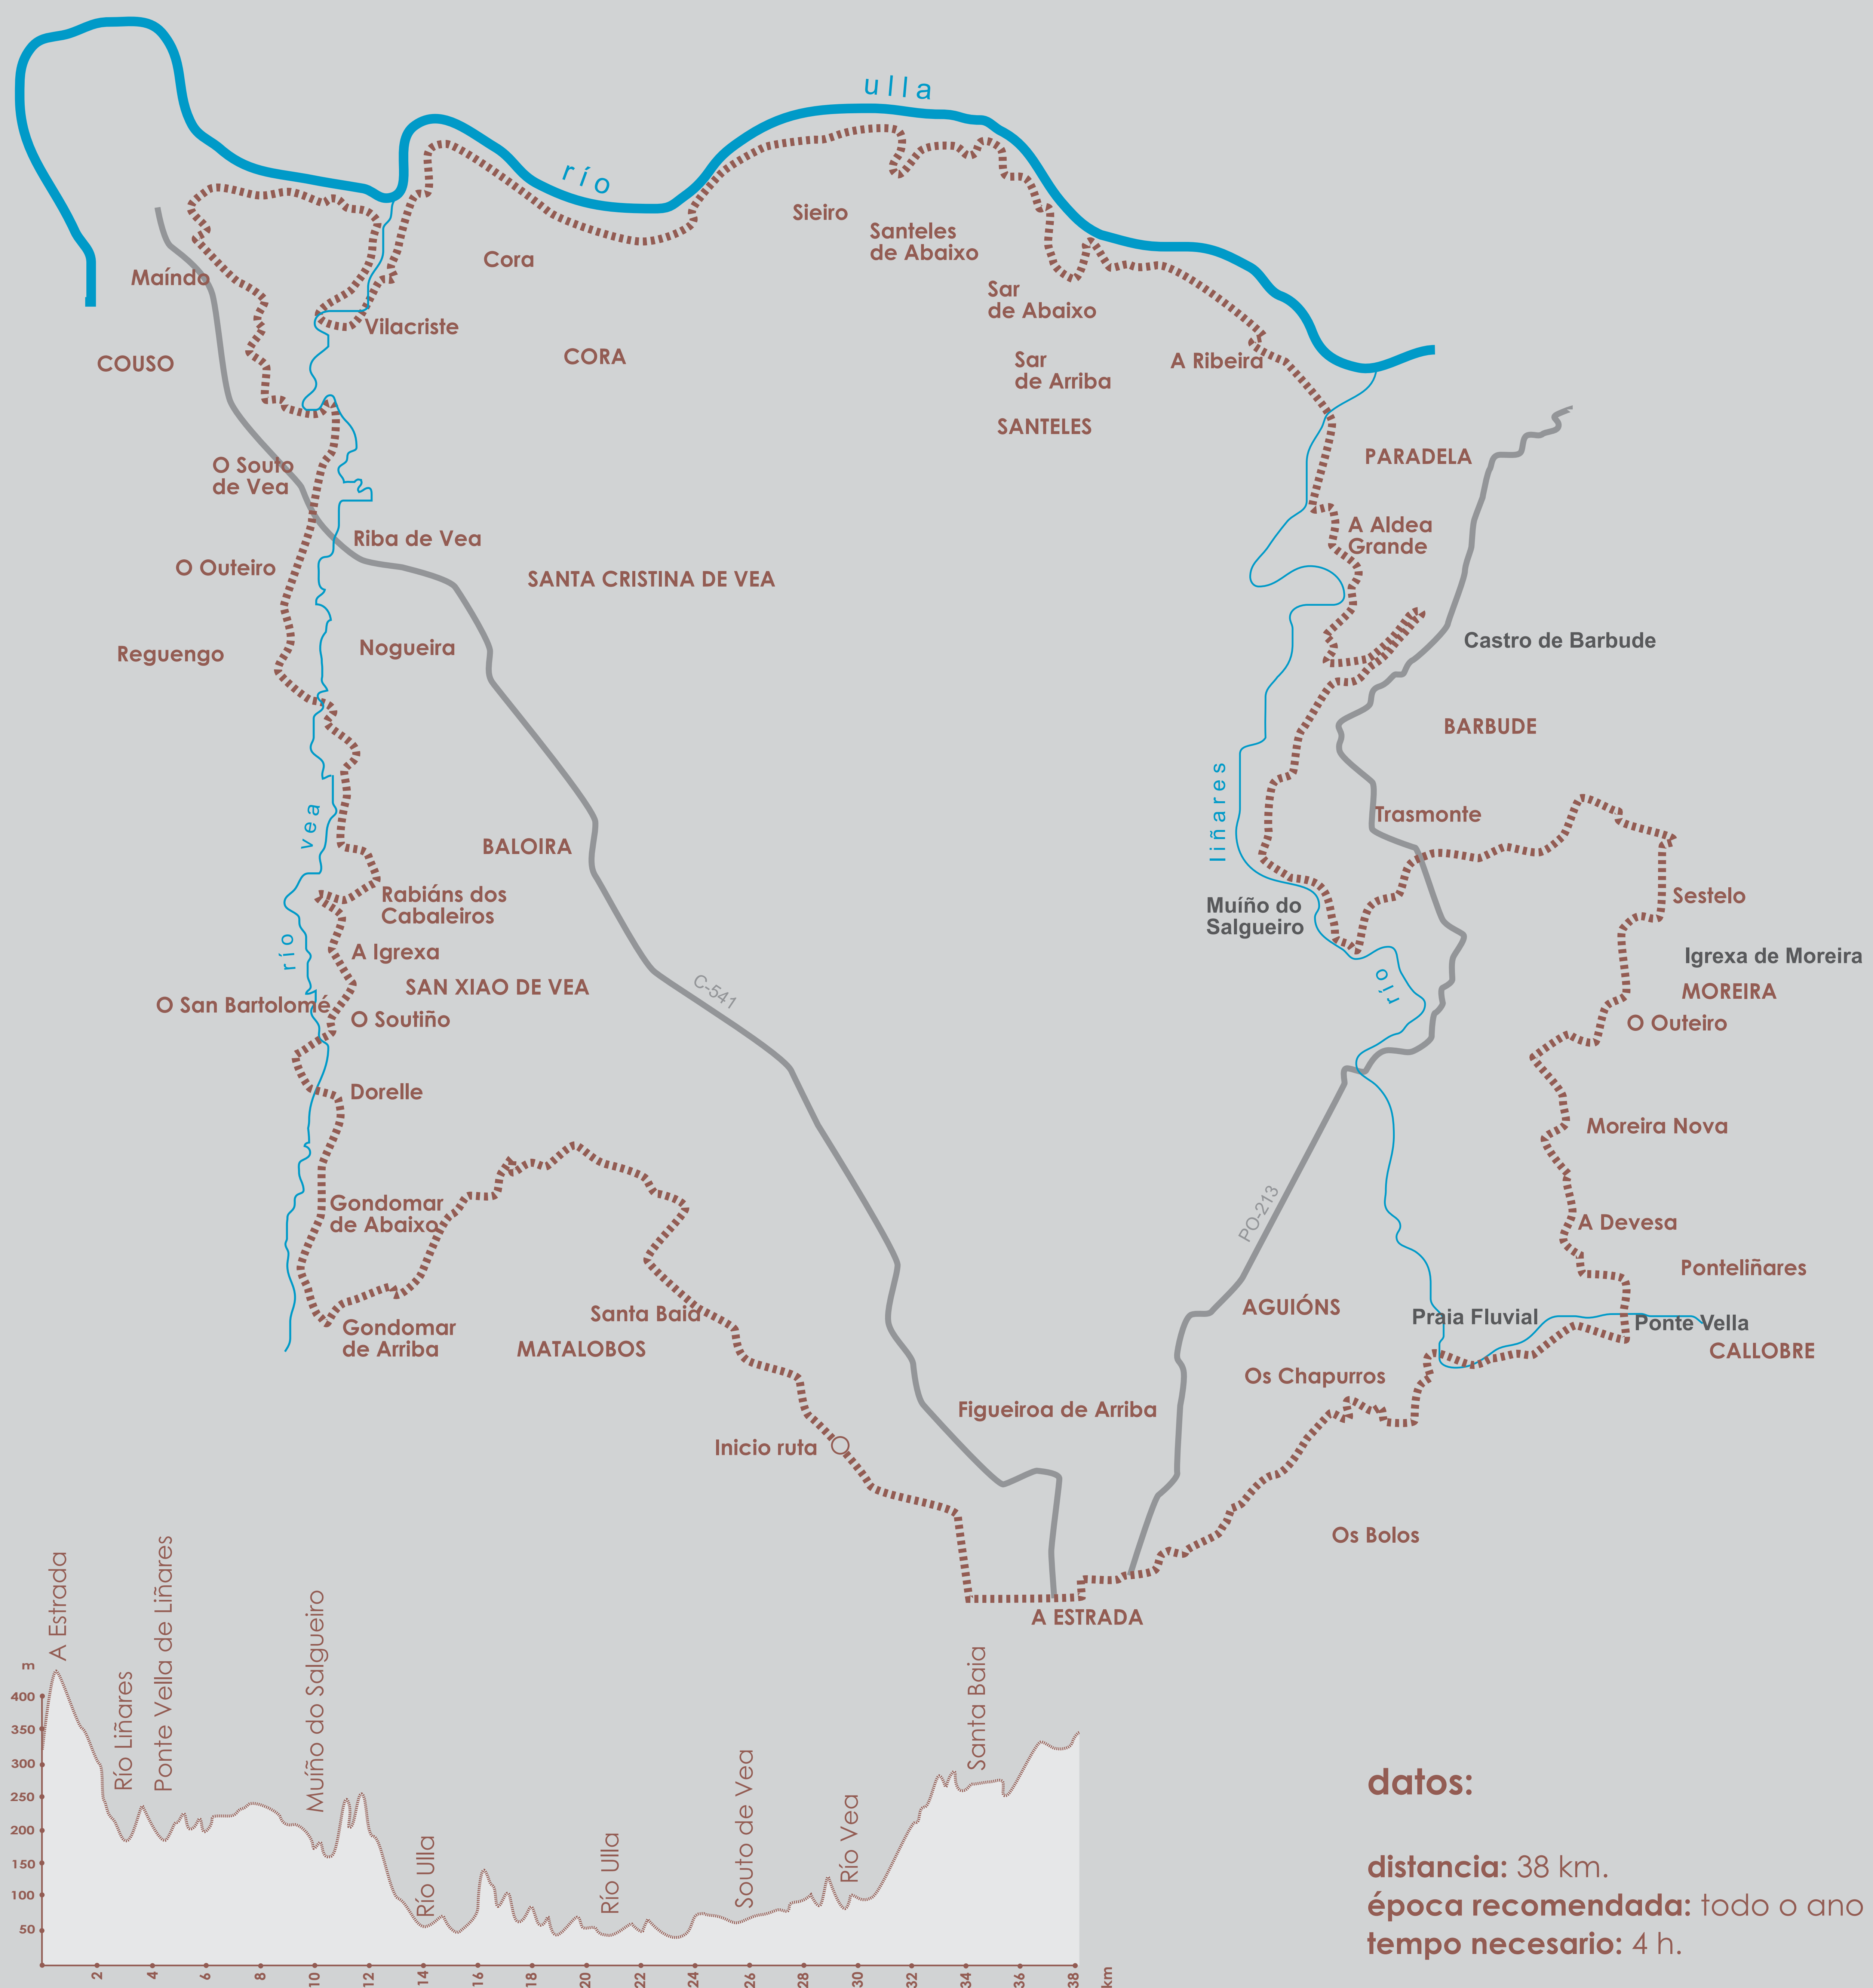 ulla
río
Sieiro
Santeles
de Abaixo
Cora
Maíndo
Sar
de Abaixo
Vilacriste
COUSO
CORA
Sar
de Arriba
A Ribeira
SANTELES
PARADELA
O Souto
de Vea
A Aldea
Grande
Riba de Vea
O Outeiro
SANTA CRISTINA DE VEA
Castro de Barbude
Reguengo
Nogueira
BARBUDE
liñares
Trasmonte
vea
BALOIRA
Rabiáns dos
Cabaleiros
Sestelo
Muíño do
Salgueiro
río
A Igrexa
Igrexa de Moreira
SAN XIAO DE VEA
C-541
río
MOREIRA
O San Bartolomé
O Soutiño
O Outeiro
Dorelle
Moreira Nova
Gondomar
de Abaixo
PO-213
A Devesa
Ponteliñares
Santa Baia
AGUIÓNS
Praia Fluvial
Ponte Vella
Gondomar
de Arriba
MATALOBOS
CALLOBRE
Os Chapurros
Figueiroa de Arriba
Inicio ruta
Os Bolos
A ESTRADA
A Estrada
Río Liñares
Ponte Vella de Liñares
Muíño do Salgueiro
Río Ulla
Río Ulla
Souto de Vea
Río Vea
Santa Baia
m
400
350
300
250
200
150
100
50
2
4
6
8
10
12
14
16
18
20
22
24
26
28
30
32
34
36
38
km
datos:
distancia: 38 km.
época recomendada: todo o ano
tempo necesario: 4 h.